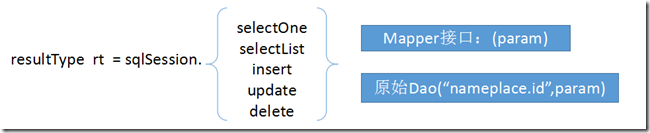 selectOne
selectList
resultType rt = sqlSession.
insert
update
delete
Mapper接口：(param)
原始Dao(“nameplace.id”,param)